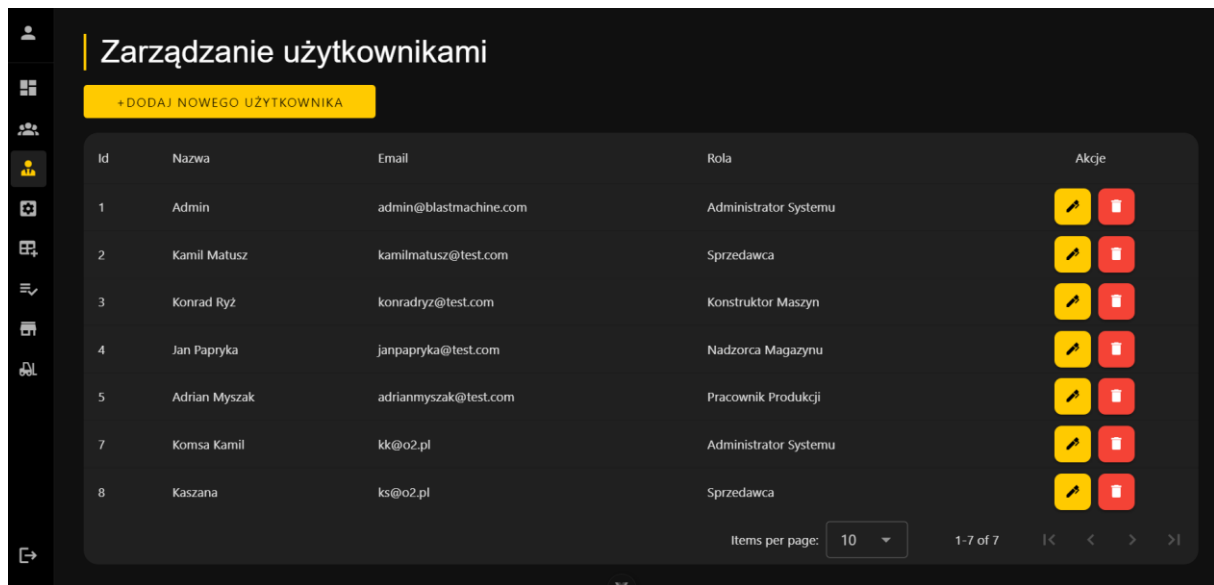 Zarządzanie użytkownikami
+DODAJ NOWEGO UŻYTKOWNIKA
Id Nazwa Email Rola Akcje
1 Admin admin@blastmachine.com Administrator Systemu
2 Kamil Matusz kamilmatusz@test.com Sprzedawca
3 Konrad Ryż konradryz@test.com Konstruktor Maszyn
4 Jan Papryka janpapryka@test.com Nadzorca Magazynu
5 Adrian Myszak adrianmyszak@test.com Pracownik Produkcji
7 Komsa Kamil kk@o2.pl Administrator Systemu
8 Kaszana ks@o2.pl Sprzedawca
Items per page: 10 1-7 of 7